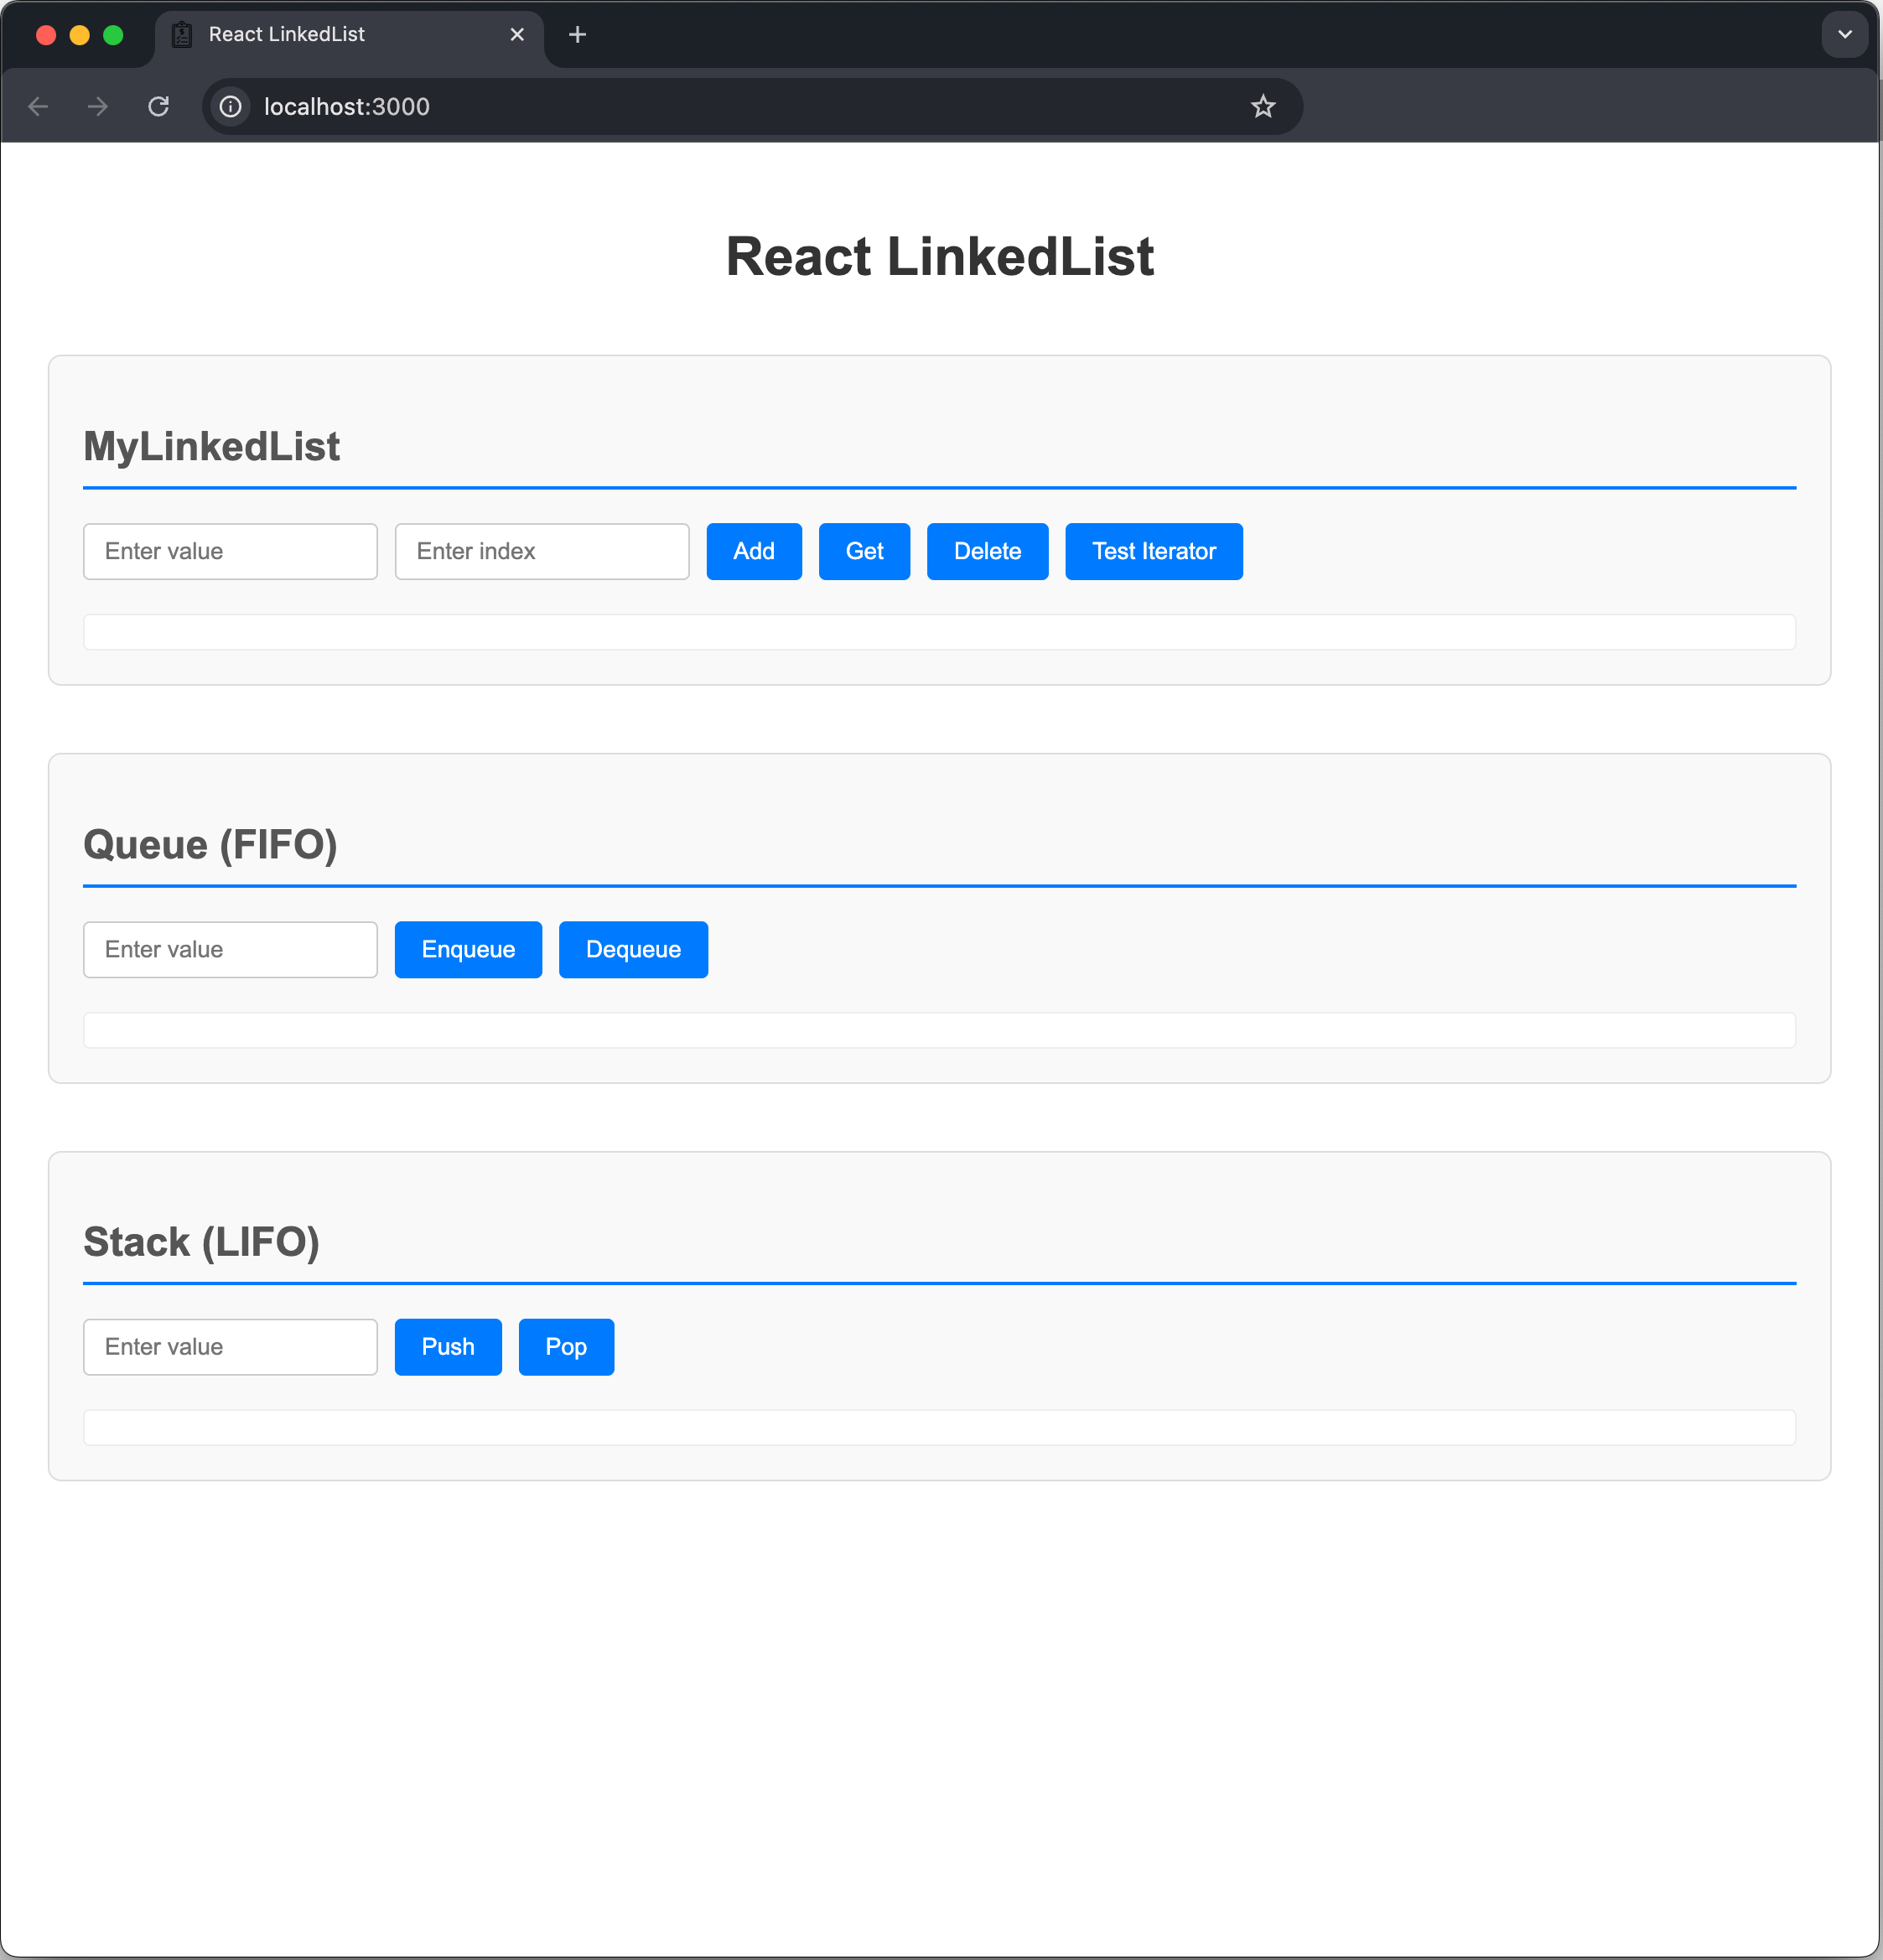 React LinkedList
localhost:3000
React LinkedList
MyLinkedList
Enter value Enter index Add Get Delete Test Iterator
Queue (FIFO)
Enter value Enqueue Dequeue
Stack (LIFO)
Enter value Push Pop